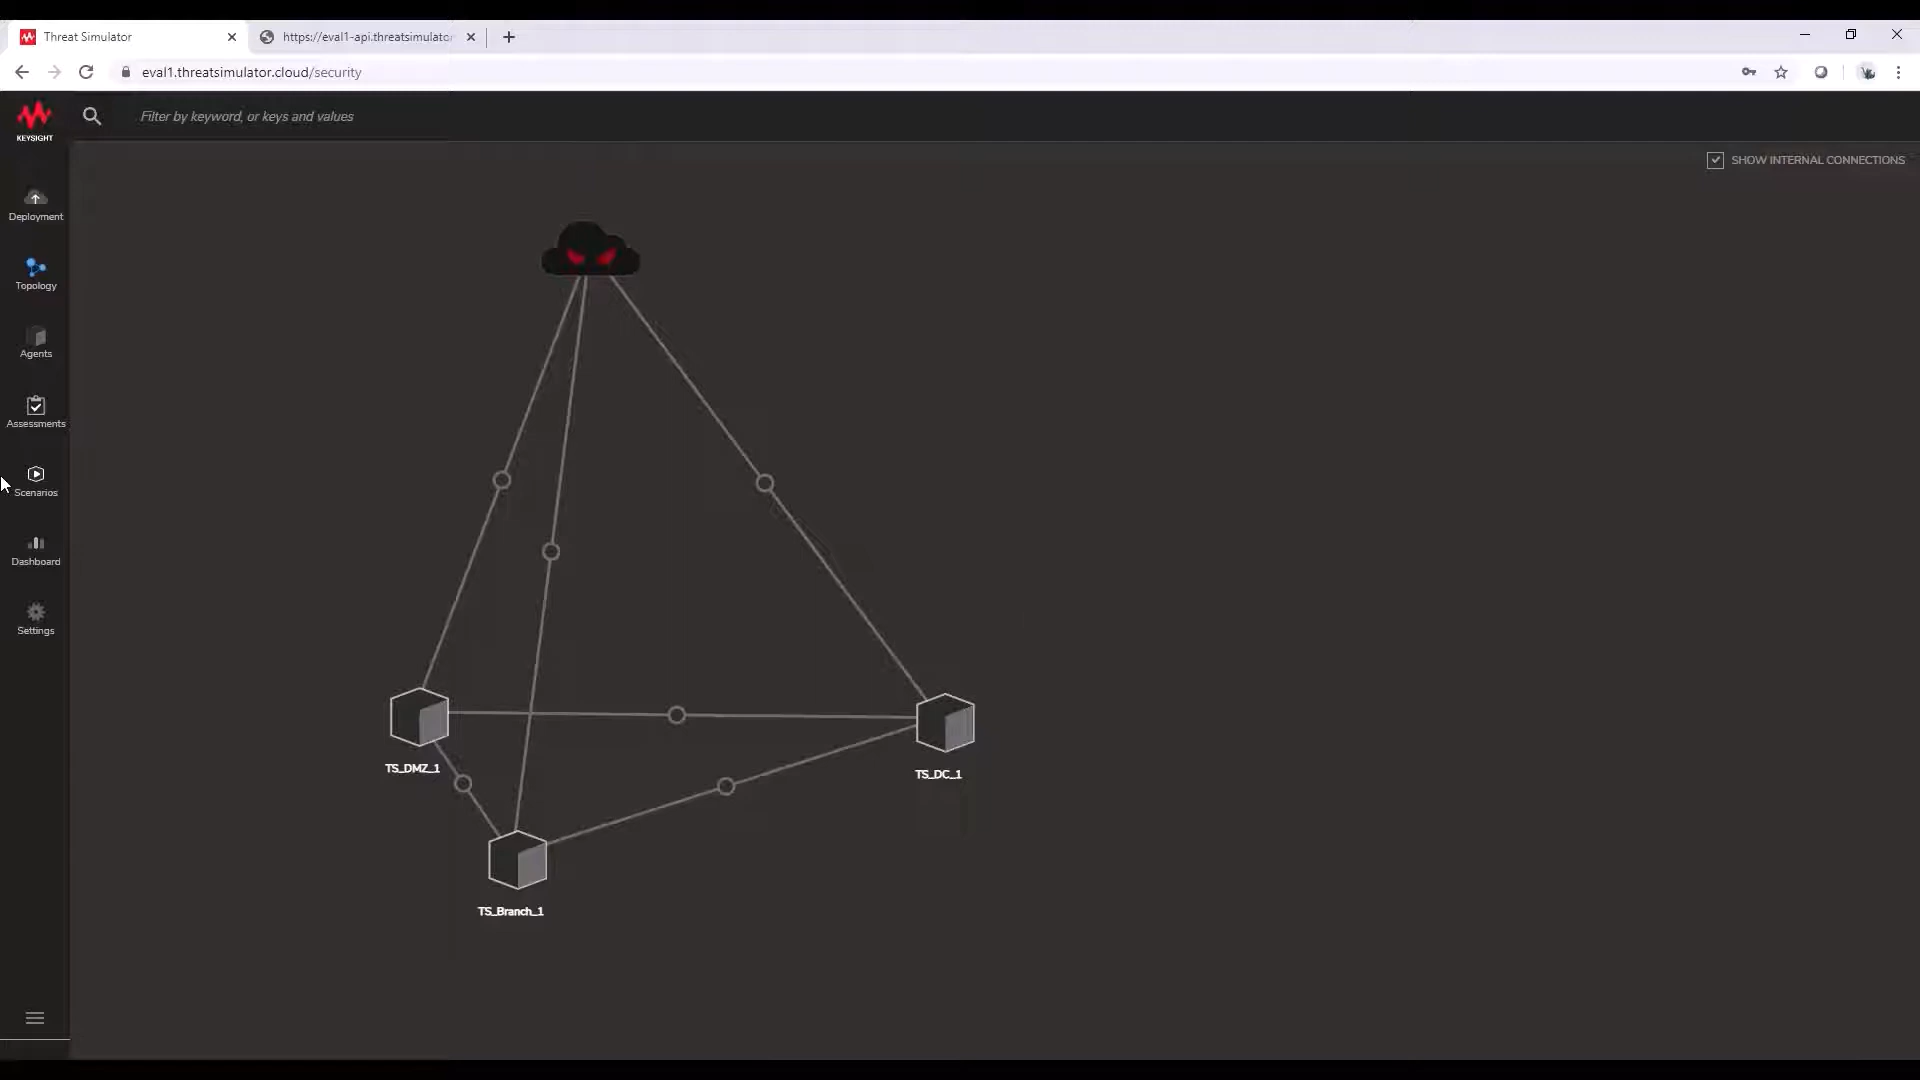 Threat Simulator
https://eval1-api.threatsimulator
eval1.threatsimulator.cloud/security
KEYSIGHT
Filter by keyword, or keys and values
SHOW INTERNAL CONNECTIONS
Deployment
Topology
Agents
Assessments
Scenarios
Dashboard
Settings
TS_DMZ_1
TS_DC_1
TS_Branch_1